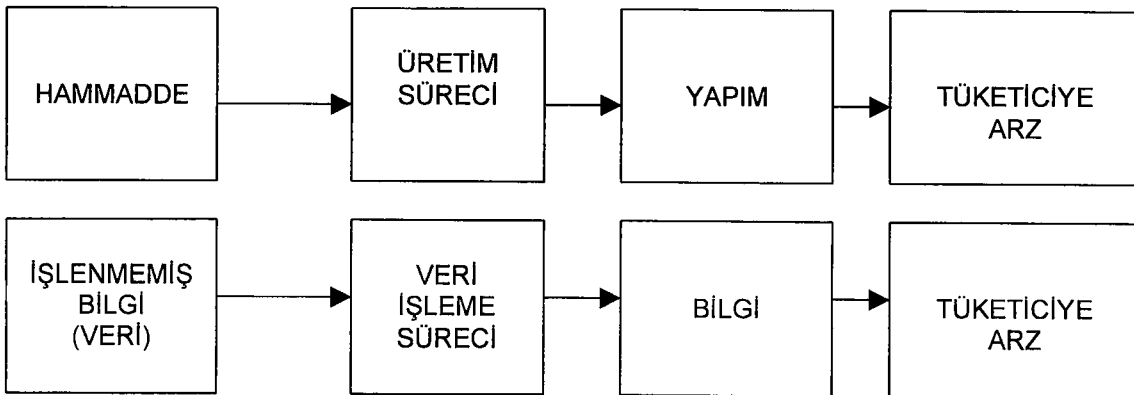 HAMMADDE
ÜRETİM
SÜRECİ
YAPIM
TÜKETİCİYE
ARZ
İŞLENMEMİŞ
BİLGİ
(VERİ)
VERİ
İŞLEME
SÜRECİ
BİLGİ
TÜKETİCİYE
ARZ